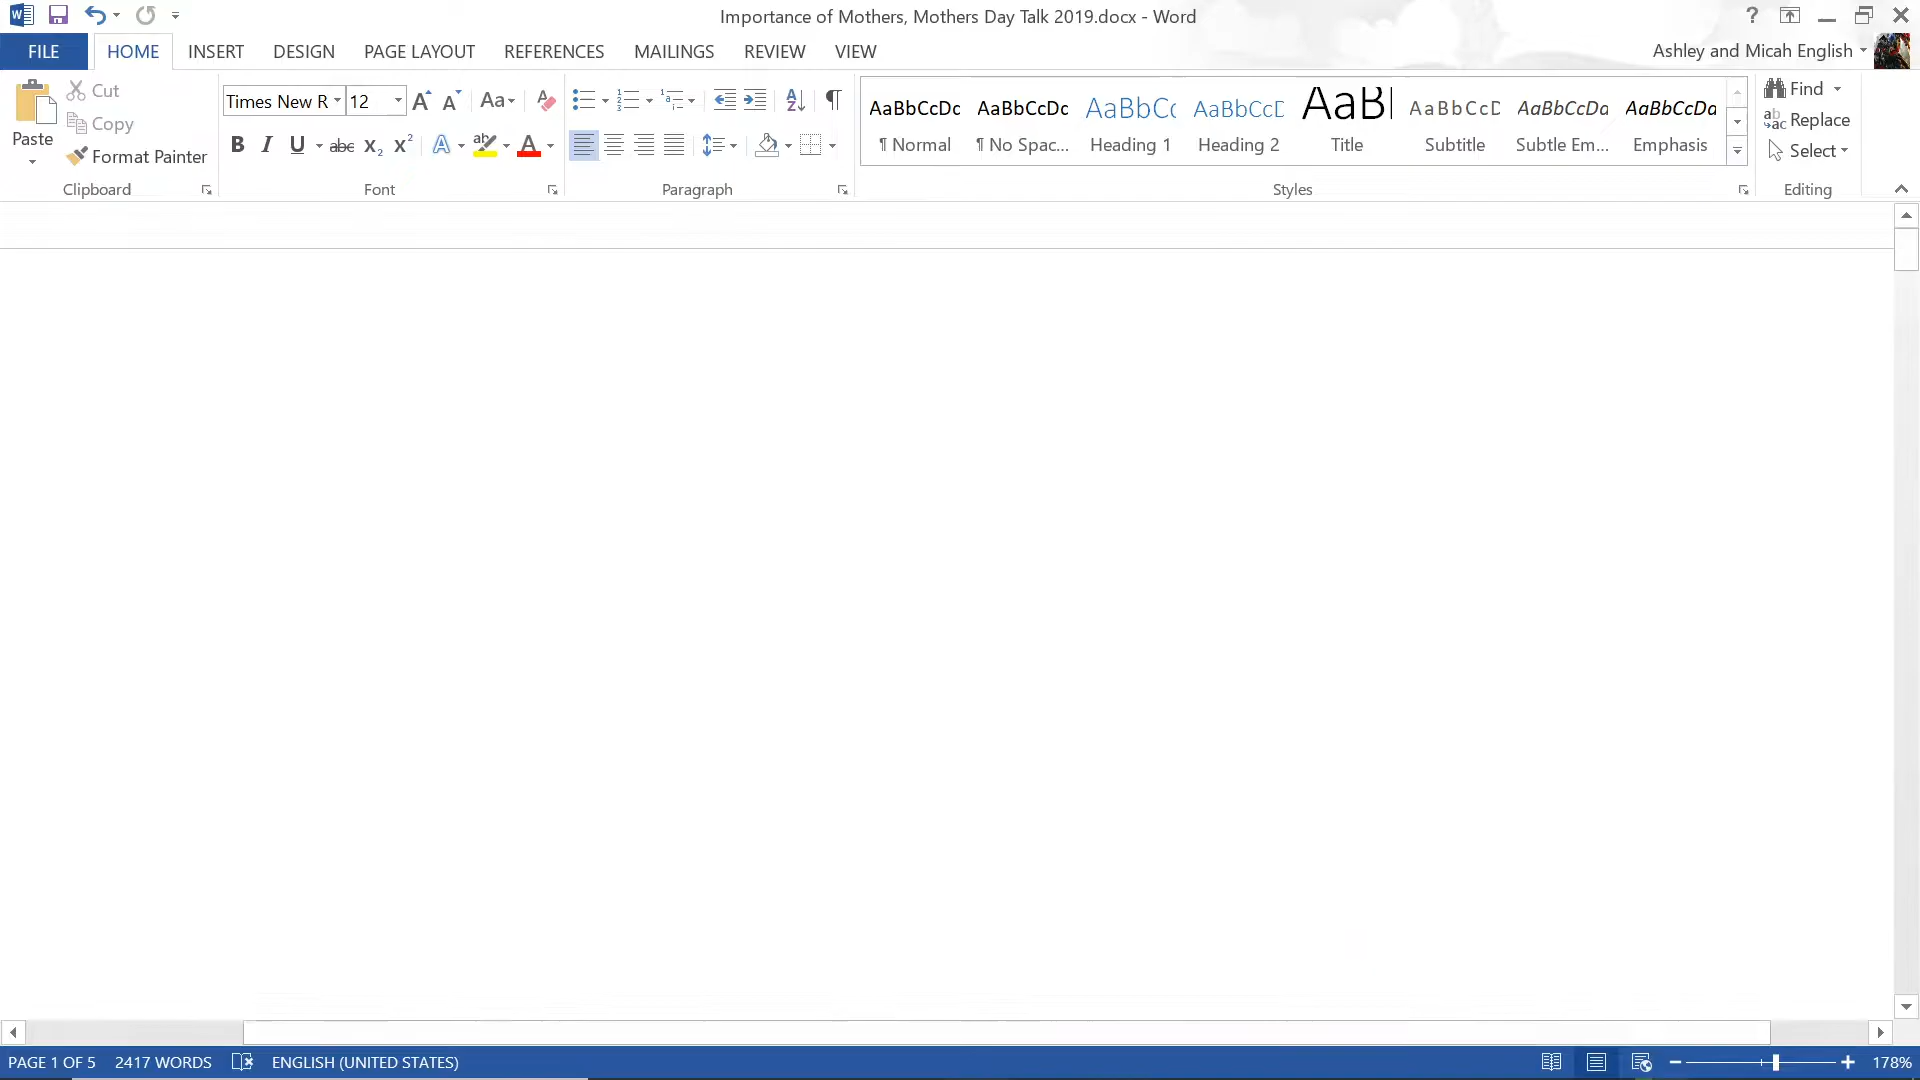 Importance of Mothers, Mothers Day Talk 2019.docx - Word
FILE HOME INSERT DESIGN PAGE LAYOUT REFERENCES MAILINGS REVIEW VIEW
Ashley and Micah English
Paste
Cut
Copy
Format Painter
Clipboard
Times New R 12
Font
Paragraph
AaBbCcDc AaBbCcDc AaBbCc AaBbCcD AaBl AaBbCcD AaBbCcDa AaBbCcDa
¶ Normal ¶ No Spac... Heading 1 Heading 2 Title Subtitle Subtle Em... Emphasis
Styles
Find
Replace
Select
Editing
PAGE 1 OF 5 2417 WORDS ENGLISH (UNITED STATES) 178%